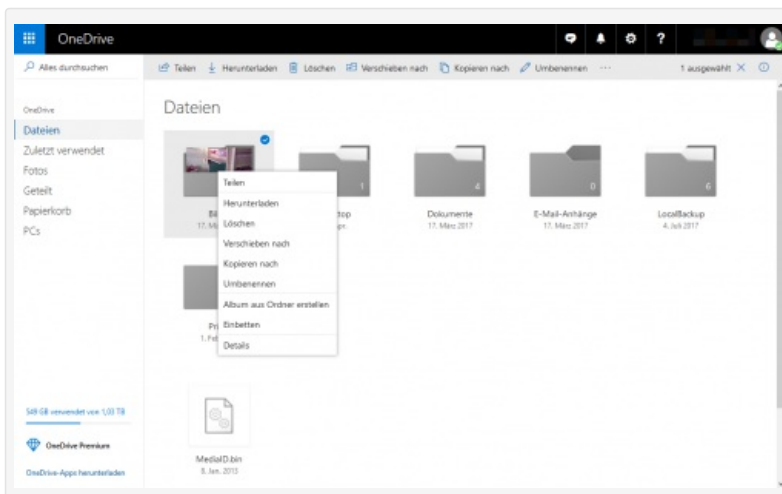 OneDrive
?
Alles durchsuchen
Teilen
Herunterladen
Löschen
Verschieben nach
Kopieren nach
Umbenennen
...
1 ausgewählt
OneDrive
Dateien
Zuletzt verwendet
Fotos
Geteilt
Papierkorb
PCs
Dateien
1
4
0
6
Dokumente
E-Mail-Anhänge
LocalBackup
17. März 2017
17. März 2017
4. Juli 2017
Teilen
Herunterladen
Löschen
Verschieben nach
Kopieren nach
Umbenennen
Album aus Ordner erstellen
Einbetten
Details
MediaID.bin
8. Jan. 2013
549 GB verwendet von 1,03 TB
OneDrive Premium
OneDrive-Apps herunterladen